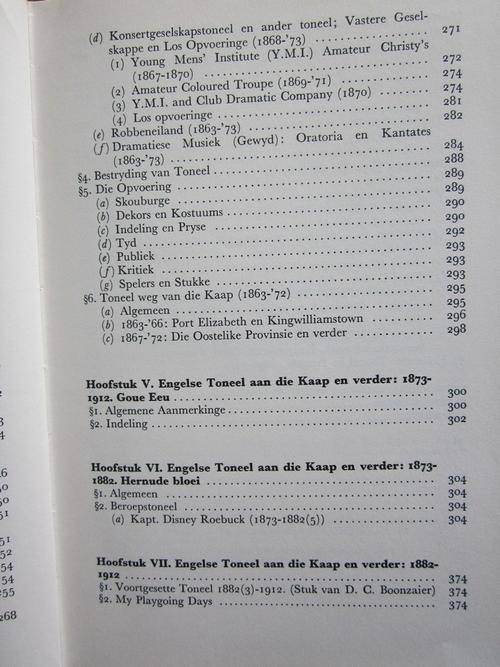 (d) Konsertgeselskapstoneel en ander toneel; Vastere Gesel-
skappe en Los Opvoeringe (1868-'73) 271
(1) Young Mens' Institute (Y.M.I.) Amateur Christy's
(1867-1870) 272
(2) Amateur Coloured Troupe (1869-'71) 274
(3) Y.M.I. and Club Dramatic Company (1870) 274
(4) Los opvoeringe 281
(e) Robbeneiland (1863-'73) 282
(f) Dramatiese Musiek (Gewyd): Oratoria en Kantates
(1863-'73) 284
§4. Bestryding van Toneel 288
§5. Die Opvoering 289
(a) Skouburge 289
(b) Dekors en Kostuums 290
(c) Indeling en Pryse 290
(d) Tyd 292
(e) Publiek 293
(f) Kritiek 293
(g) Spelers en Stukke 293
§6. Toneel weg van die Kaap (1863-'72) 295
(a) Algemeen 295
(b) 1863-'66: Port Elizabeth en Kingwilliamstown 296
(c) 1867-'72: Die Oostelike Provinsie en verder 298
Hoofstuk V. Engelse Toneel aan die Kaap en verder: 1873-
1912. Goue Eeu 300
§1. Algemene Aanmerkinge 300
§2. Indeling 302
Hoofstuk VI. Engelse Toneel aan die Kaap en verder: 1873-
1882. Hernude bloei 304
§1. Algemeen 304
§2. Beroepstoneel 304
(a) Kapt. Disney Roebuck (1873-1882(5)) 304
Hoofstuk VII. Engelse Toneel aan die Kaap en verder: 1882-
1912 374
§1. Voortgesette Toneel 1882(3)-1912. (Stuk van D. C. Boonzaier) 374
§2. My Playgoing Days 374